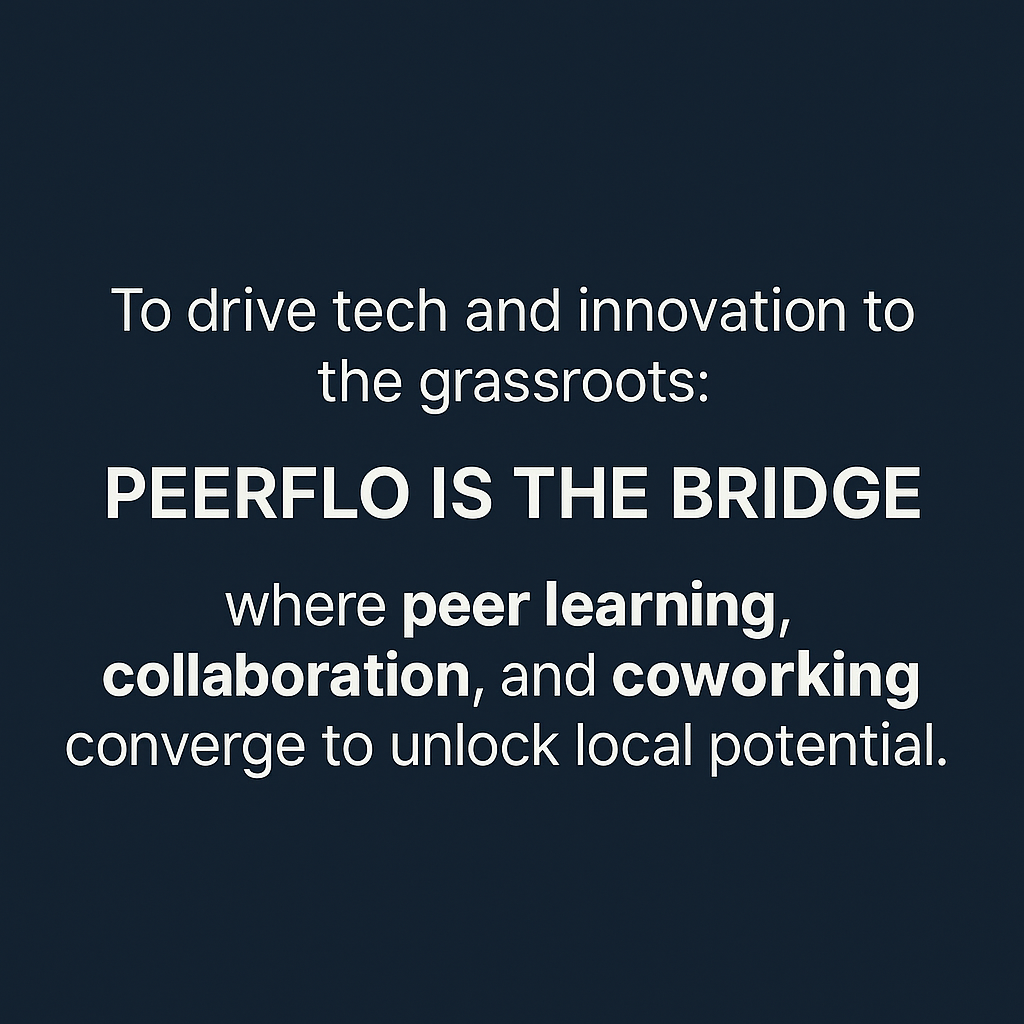 To drive tech and innovation to
the grassroots:
PEERFLO IS THE BRIDGE
where peer learning,
collaboration, and coworking
converge to unlock local potential.